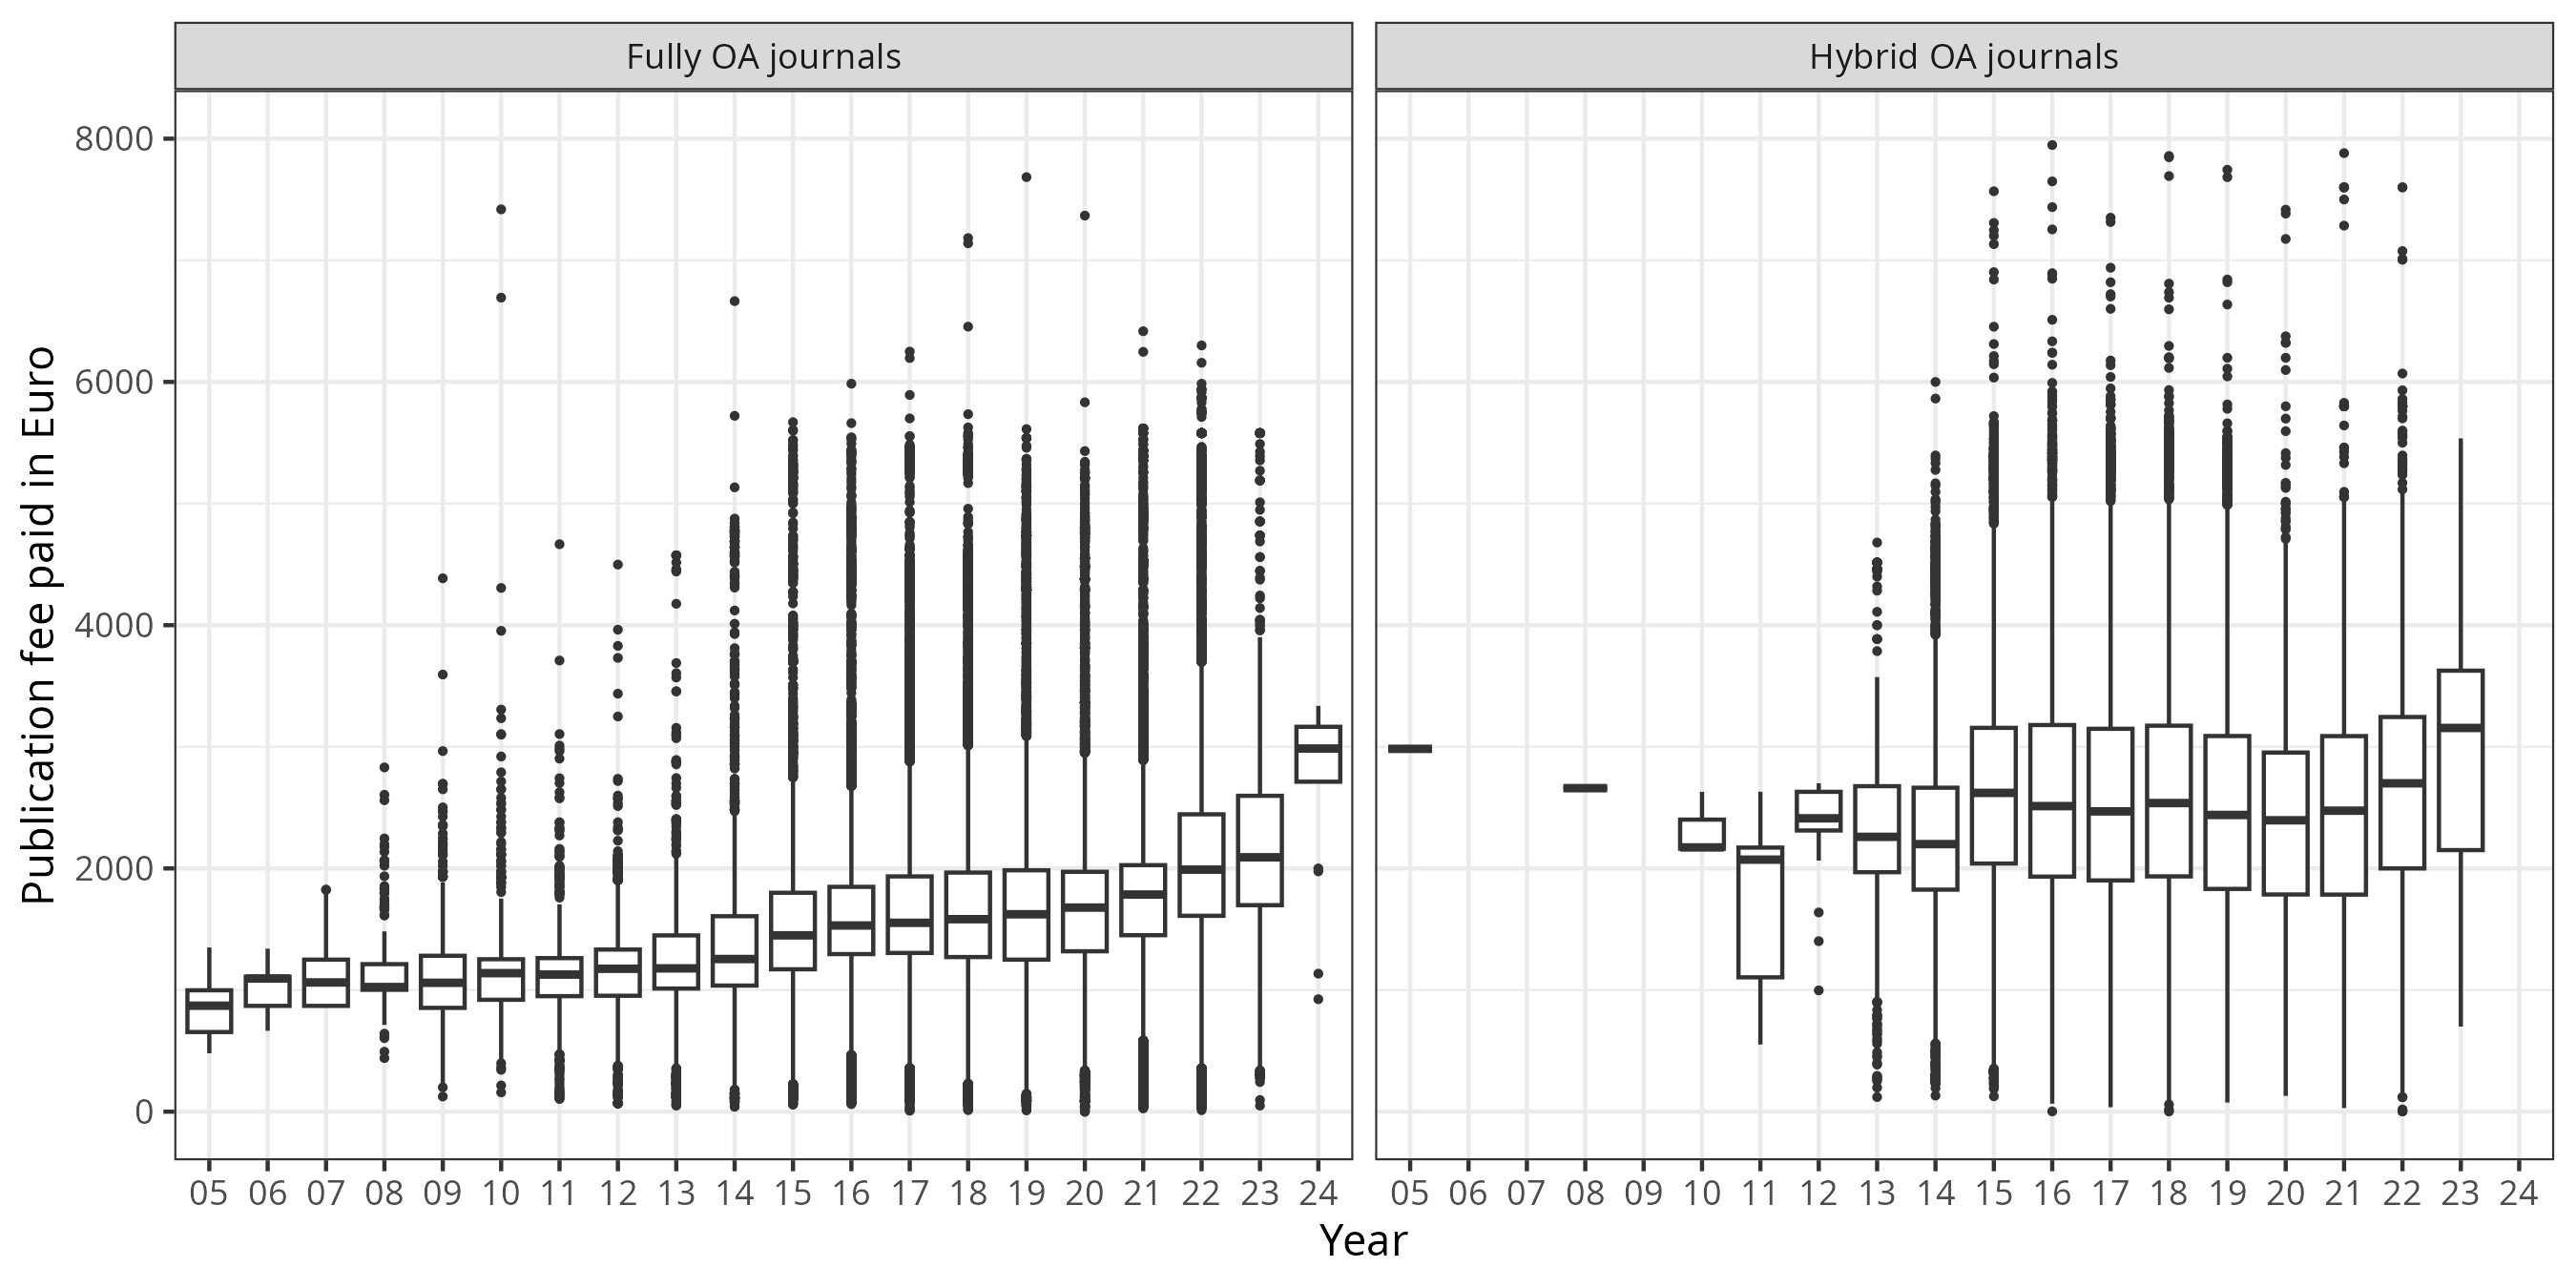 Fully OA journals
Hybrid OA journals
Publication fee paid in Euro
8000
6000
4000
2000
0
05 06 07 08 09 10 11 12 13 14 15 16 17 18 19 20 21 22 23 24
05 06 07 08 09 10 11 12 13 14 15 16 17 18 19 20 21 22 23 24
Year